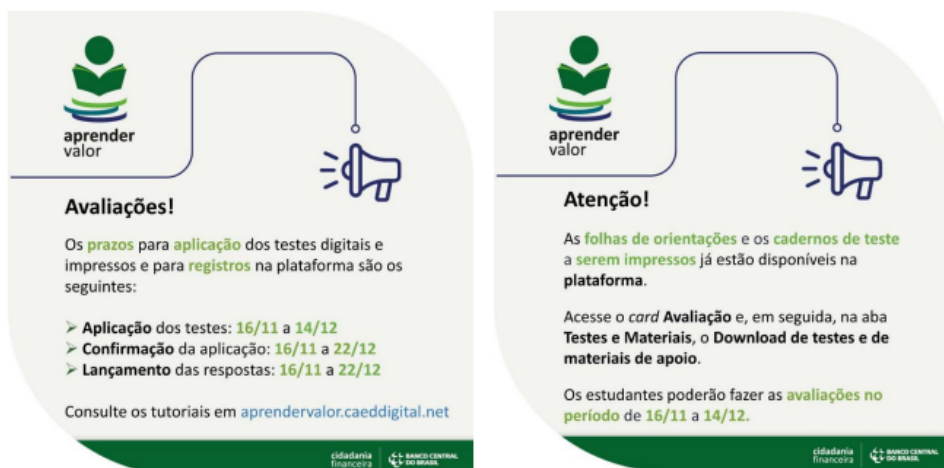 aprender
valor
Avaliações!
Os prazos para aplicação dos testes digitais e
impressos e para registros na plataforma são os
seguintes:
➢ Aplicação dos testes: 16/11 a 14/12
➢ Confirmação da aplicação: 16/11 a 22/12
➢ Lançamento das respostas: 16/11 a 22/12
Consulte os tutoriais em aprendervalor.caeddigital.net
cidadania
financeira
BANCO CENTRAL
DO BRASIL
aprender
valor
Atenção!
As folhas de orientações e os cadernos de teste
a serem impressos já estão disponíveis na
plataforma.
Acesse o card Avaliação e, em seguida, na aba
Testes e Materiais, o Download de testes e de
materiais de apoio.
Os estudantes poderão fazer as avaliações no
período de 16/11 a 14/12.
cidadania
financeira
BANCO CENTRAL
DO BRASIL